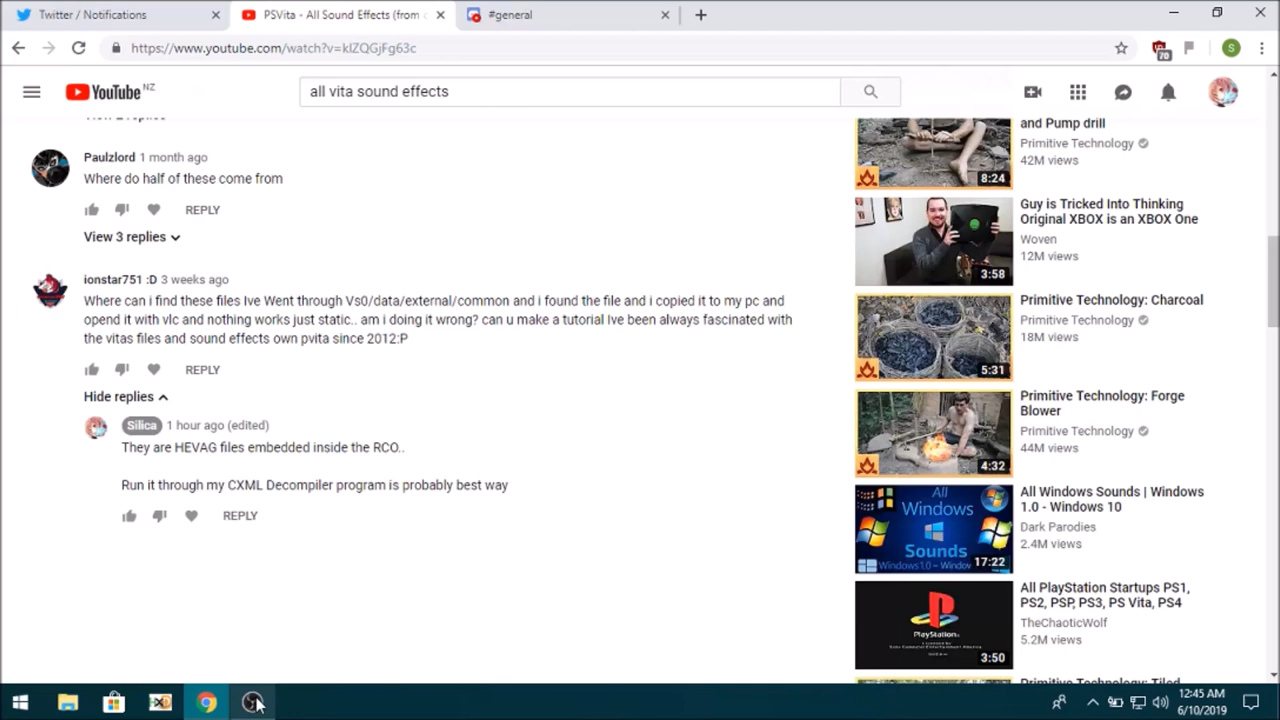 Twitter / Notifications
PSVita - All Sound Effects (from
#general
https://www.youtube.com/watch?v=kIZQGjFg63c
70
S
YouTube NZ
all vita sound effects
Paulzlord 1 month ago
Where do half of these come from
REPLY
View 3 replies
ionstar751 :D 3 weeks ago
Where can i find these files Ive Went through Vs0/data/external/common and i found the file and i copied it to my pc and
opend it with vlc and nothing works just static.. am i doing it wrong? can u make a tutorial Ive been always fascinated with
the vitas files and sound effects own pvita since 2012:P
REPLY
Hide replies
Silica 1 hour ago (edited)
They are HEVAG files embedded inside the RCO..
Run it through my CXML Decompiler program is probably best way
REPLY
and Pump drill
Primitive Technology
42M views
8:24
Guy is Tricked Into Thinking
Original XBOX is an XBOX One
Woven
12M views
3:58
Primitive Technology: Charcoal
Primitive Technology
18M views
5:31
Primitive Technology: Forge
Blower
Primitive Technology
44M views
4:32
All
Windows
Sounds
Windows 1.0 - Window
17:22
All Windows Sounds | Windows
1.0 - Windows 10
Dark Parodies
2.4M views
PlayStation
3:50
All PlayStation Startups PS1,
PS2, PSP, PS3, PS Vita, PS4
TheChaoticWolf
5.2M views
12:45 AM
6/10/2019